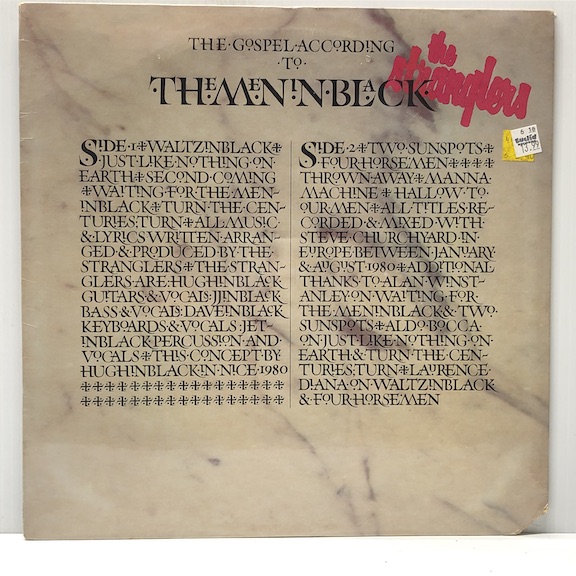 THE·GOSPEL·ACCORDING
·TO·
·THEMENINBLACK·
the
stranglers
SIDE·1⁜WALTZINBLACK⁜
·JUST·LIKE·NOTHING·ON·
EARTH⁜SECOND·COMING
⁜WAITING·FOR·THE·MEN-
INBLACK⁜TURN·THE·CEN-
TURIES,TURN⁜ALL·MUSIC·
&·LYRICS·WRITTEN·ARRAN-
GED·&·PRODUCED·BY·THE·
STRANGLERS⁜THE·STRAN-
GLERS·ARE:HUGHINBLACK
GUITARS&VOCALS:JJINBLACK
BASS&VOCALS:DAVEINBLACK
KEYBOARDS&VOCALS:JET-
INBLACK·PERCUSSION·AND·
VOCALS⁜THIS·CONCEPT·BY
HUGHINBLACK·IN·NICE·1980
⁜⁜⁜⁜⁜⁜⁜⁜⁜⁜⁜⁜⁜⁜⁜⁜
⁜⁜⁜⁜⁜⁜⁜⁜⁜⁜⁜⁜⁜⁜⁜⁜
SIDE·2⁜TWO·SUNSPOTS⁜
·FOURHORSEMEN⁜⁜⁜⁜
THROWN·AWAY⁜MANNA·
MACHINE⁜HALLOW·TO·
OURMEN⁜ALL·TITLES·RE-
CORDED·&·MIXED·WITH·
STEVE·CHURCHYARD·IN·
EUROPE·BETWEEN·JANUARY·
&·AUGUST·1980⁜ADDITIONAL
THANKS·TO·ALAN·WINST-
ANLEY·ON·WAITING·FOR·
THE·MENINBLACK·&·TWO·
SUNSPOTS⁜ALDO·BOCCA·
ON·JUST·LIKE·NOTHING·ON·
EARTH·&·TURN·THE·CEN-
TURIES,TURN⁜LAURENCE·
DIANA·ON·WALTZINBLACK
&·FOURHORSEMEN